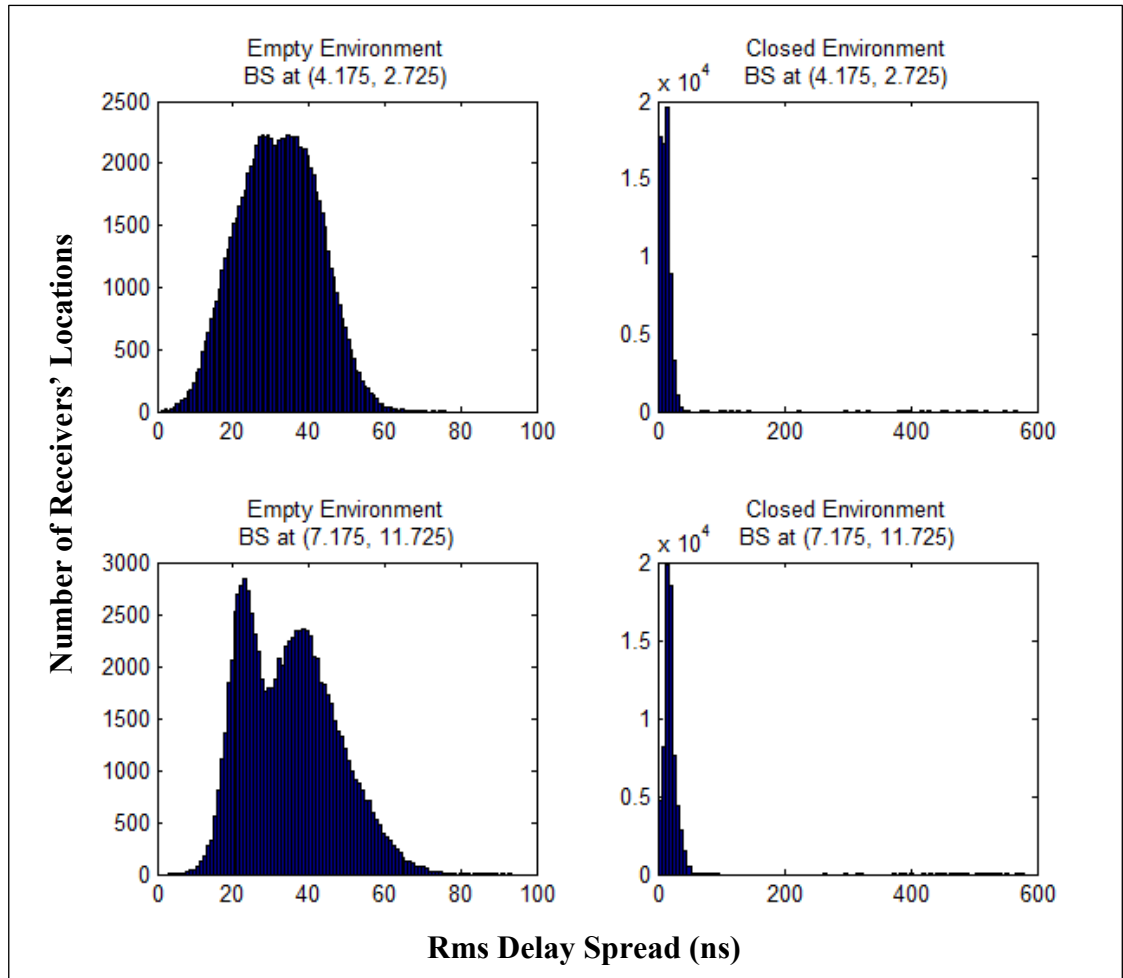 Empty Environment
BS at (4.175, 2.725)
2500
2000
1500
1000
500
0
0 20 40 60 80 100
Closed Environment
BS at (4.175, 2.725)
x 10^4
2
1.5
1
0.5
0
0 200 400 600
Empty Environment
BS at (7.175, 11.725)
3000
2500
2000
1500
1000
500
0
0 20 40 60 80 100
Closed Environment
BS at (7.175, 11.725)
x 10^4
2
1.5
1
0.5
0
0 200 400 600
Number of Receivers’ Locations
Rms Delay Spread (ns)